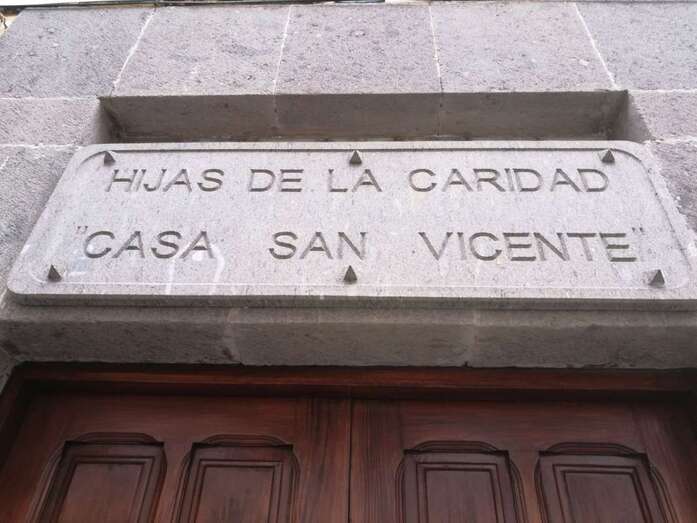 HIJAS DE LA CARIDAD
"CASA SAN VICENTE"